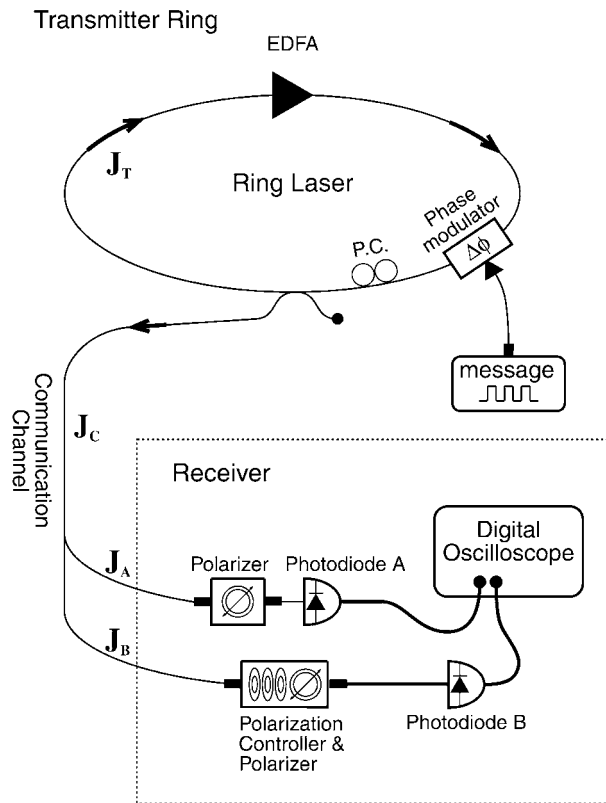 Transmitter Ring
EDFA
J_T
Ring Laser
Phase
modulator
P.C.
Δϕ
message
Communication
Channel
J_C
Receiver
Digital
Oscilloscope
J_A
Polarizer
Photodiode A
J_B
Polarization
Controller &
Polarizer
Photodiode B